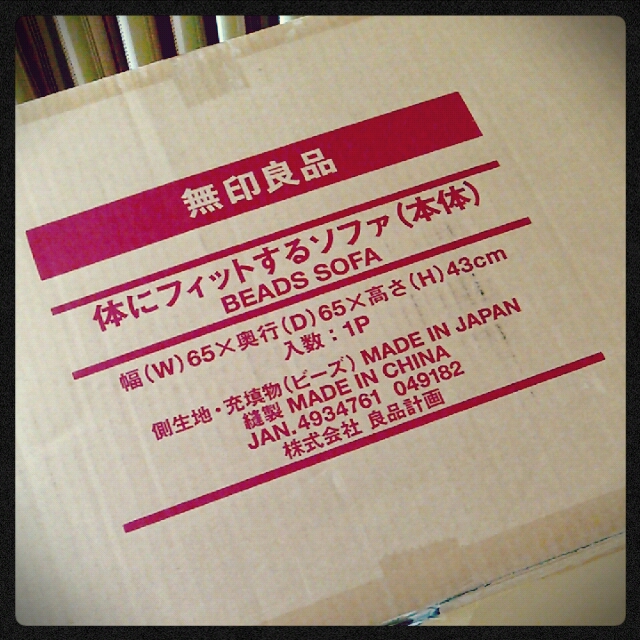 無印良品
体にフィットするソファ(本体)
BEADS SOFA
幅(W)65×奥行(D)65×高さ(H)43cm
入数:1P
側生地・充填物(ビーズ) MADE IN JAPAN
縫製 MADE IN CHINA
JAN.4934761 049182
株式会社 良品計画